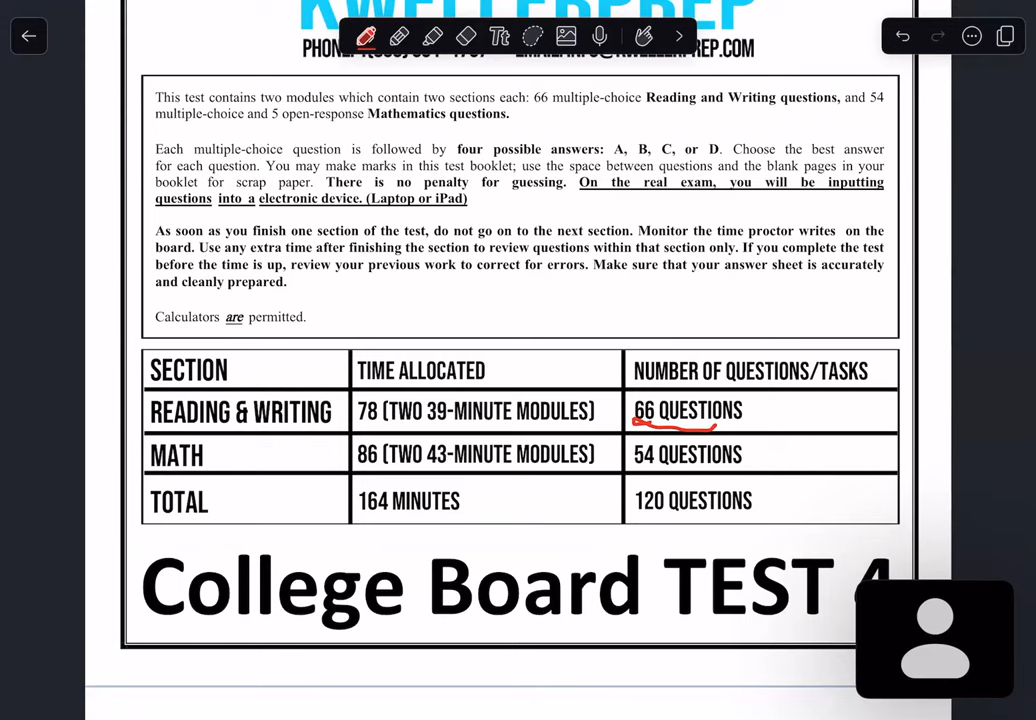 KWELLERPREP
PHONE:
.COM
Tt
This test contains two modules which contain two sections each: 66 multiple-choice Reading and Writing questions, and 54
multiple-choice and 5 open-response Mathematics questions.
Each multiple-choice question is followed by four possible answers: A, B, C, or D. Choose the best answer
for each question. You may make marks in this test booklet; use the space between questions and the blank pages in your
booklet for scrap paper. There is no penalty for guessing. On the real exam, you will be inputting
questions into a electronic device. (Laptop or iPad)
As soon as you finish one section of the test, do not go on to the next section. Monitor the time proctor writes on the
board. Use any extra time after finishing the section to review questions within that section only. If you complete the test
before the time is up, review your previous work to correct for errors. Make sure that your answer sheet is accurately
and cleanly prepared.
Calculators are permitted.
SECTION TIME ALLOCATED NUMBER OF QUESTIONS/TASKS
READING & WRITING 78 (TWO 39-MINUTE MODULES) 66 QUESTIONS
MATH 86 (TWO 43-MINUTE MODULES) 54 QUESTIONS
TOTAL 164 MINUTES 120 QUESTIONS
College Board TEST 4